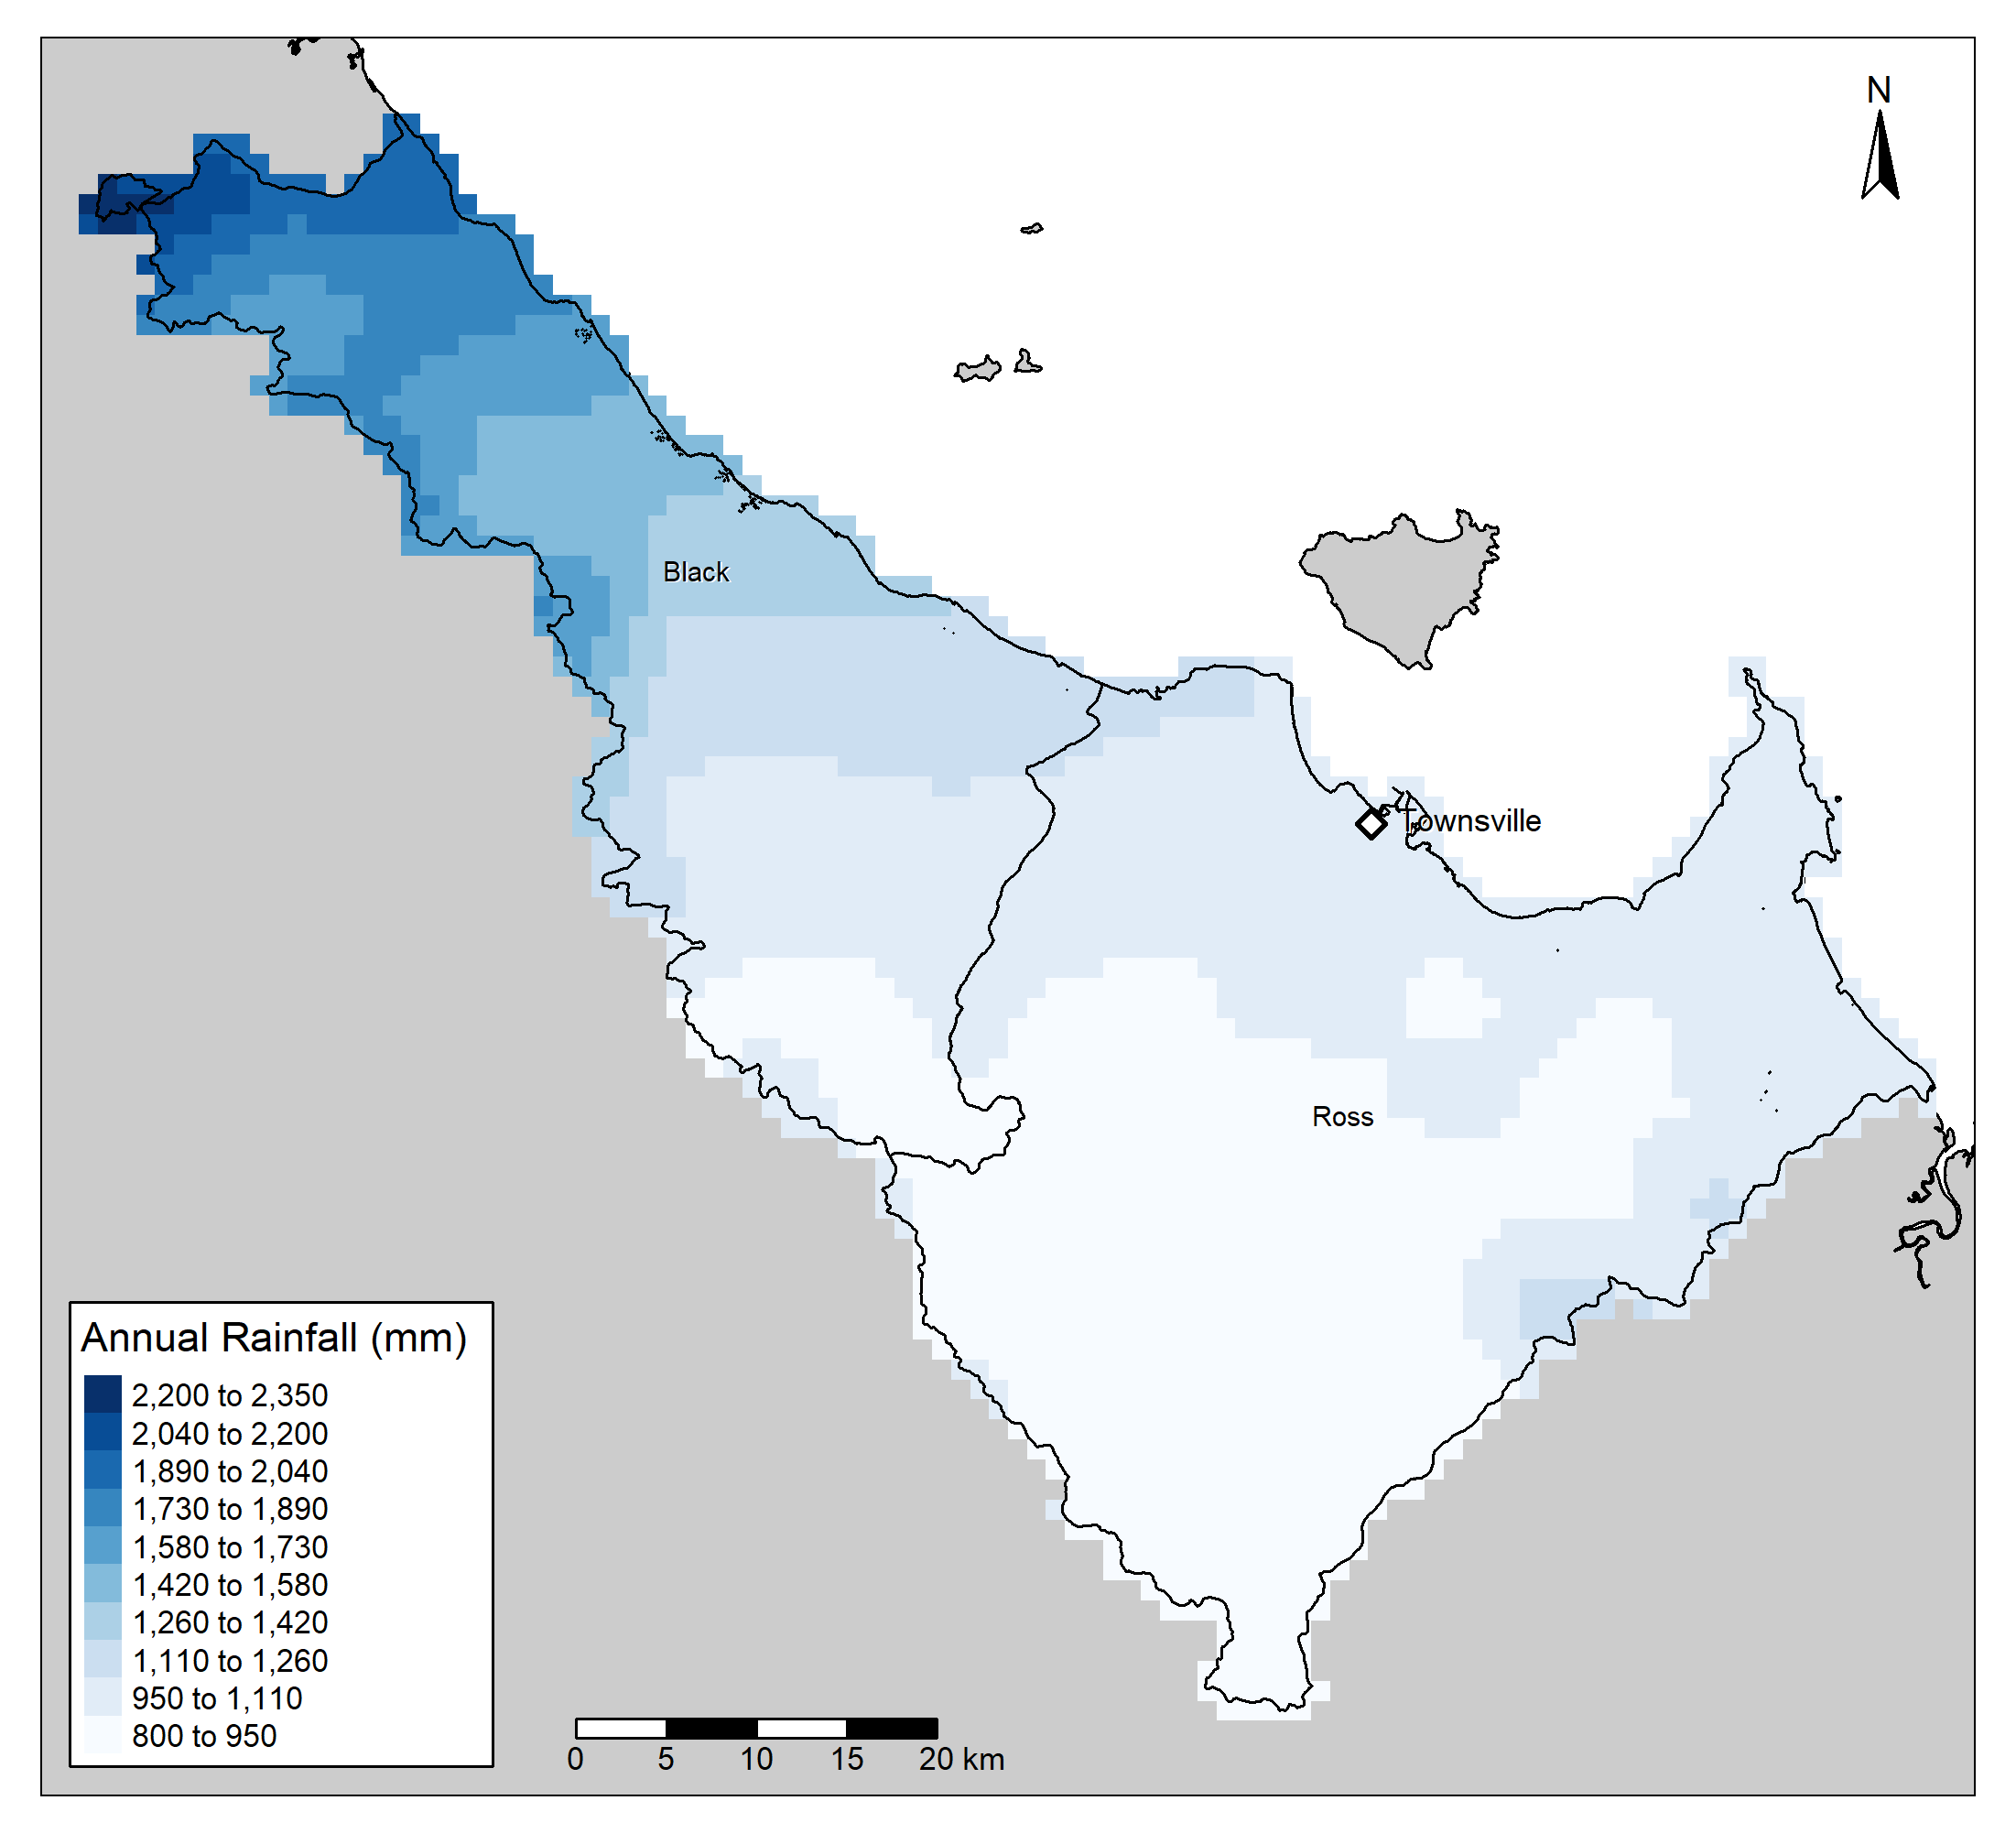 N
Black
Townsville
Ross
Annual Rainfall (mm)
2,200 to 2,350
2,040 to 2,200
1,890 to 2,040
1,730 to 1,890
1,580 to 1,730
1,420 to 1,580
1,260 to 1,420
1,110 to 1,260
950 to 1,110
800 to 950
0 5 10 15 20 km